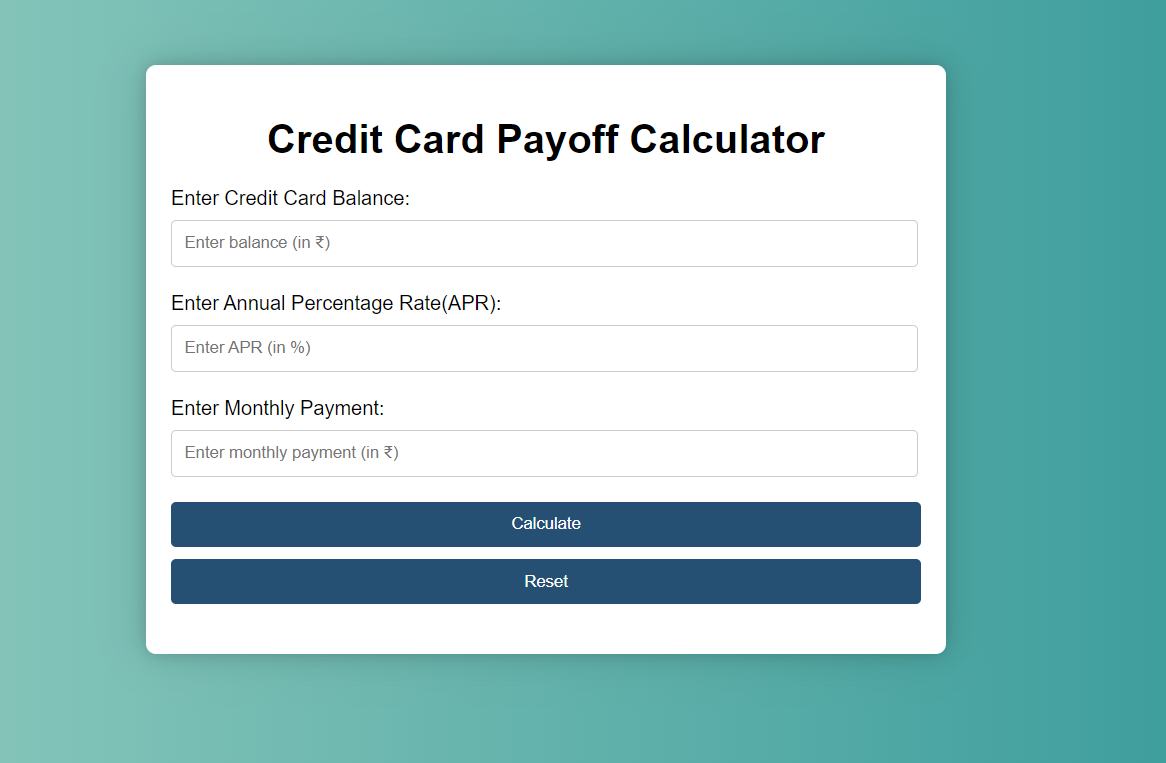 Credit Card Payoff Calculator
Enter Credit Card Balance:
Enter balance (in ₹)
Enter Annual Percentage Rate(APR):
Enter APR (in %)
Enter Monthly Payment:
Enter monthly payment (in ₹)
Calculate
Reset